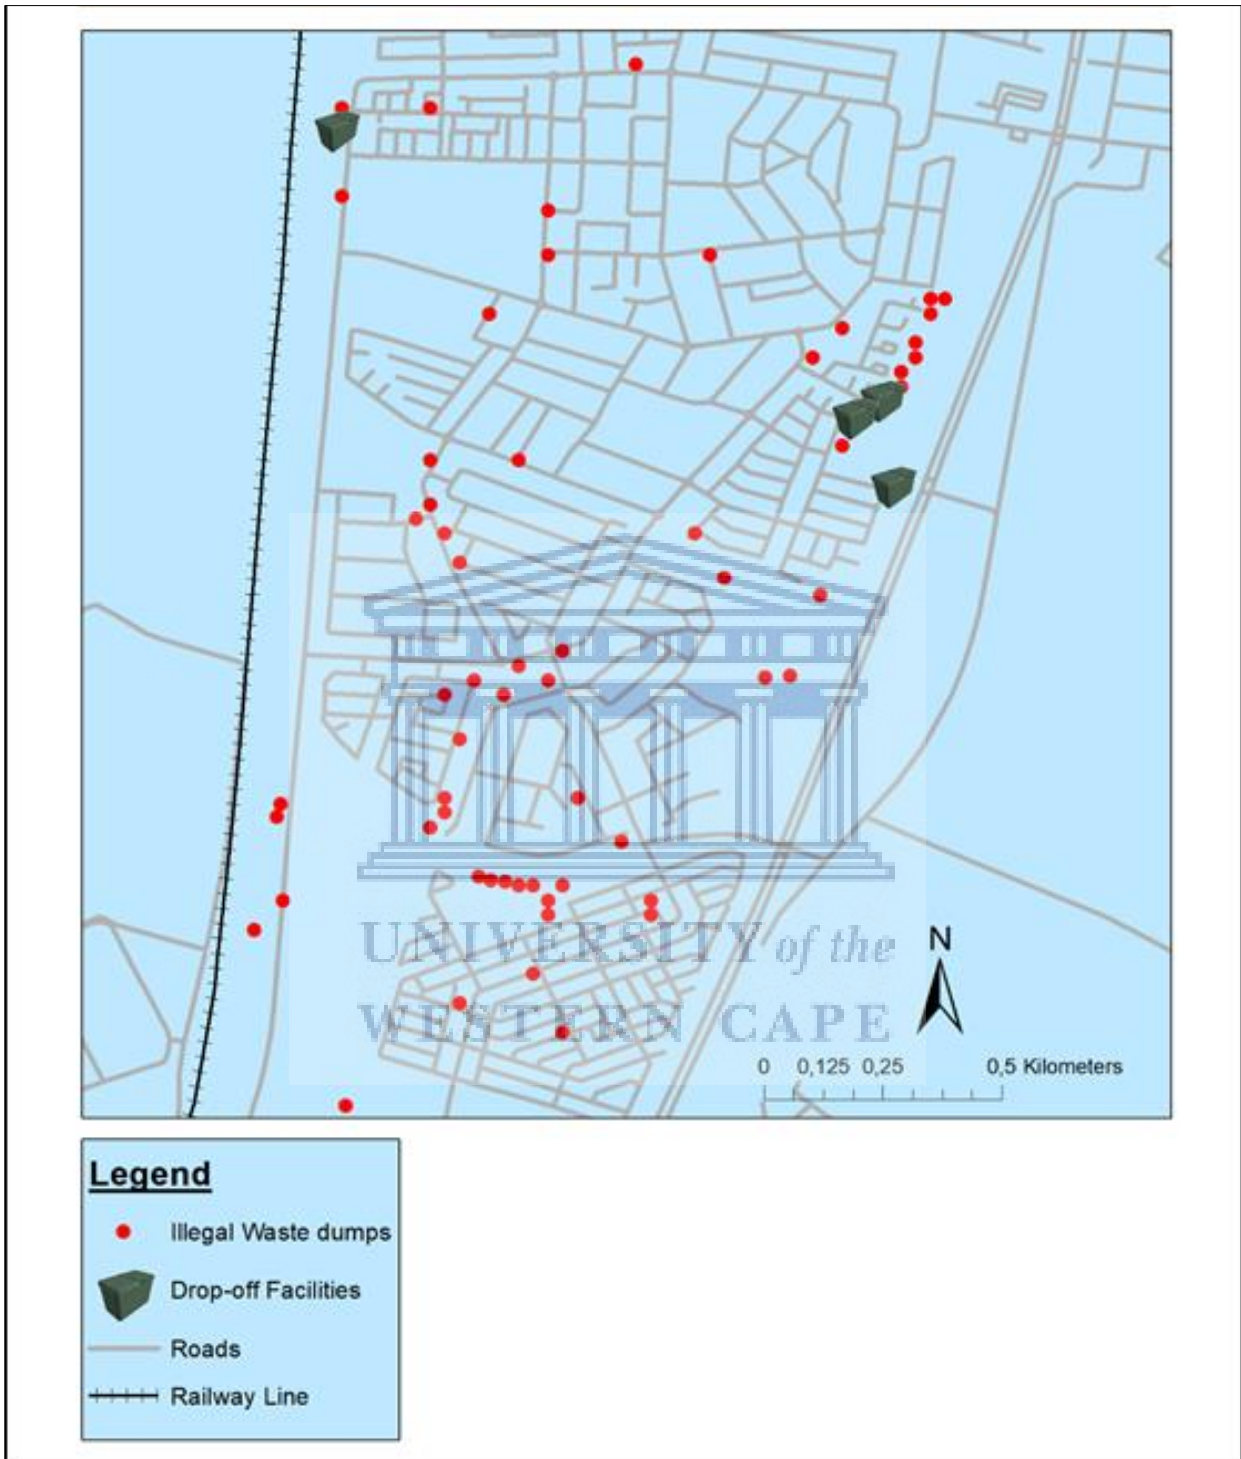 UNIVERSITY of the
WESTERN CAPE
N
0 0,125 0,25 0,5 Kilometers
Legend
Illegal Waste dumps
Drop-off Facilities
Roads
Railway Line